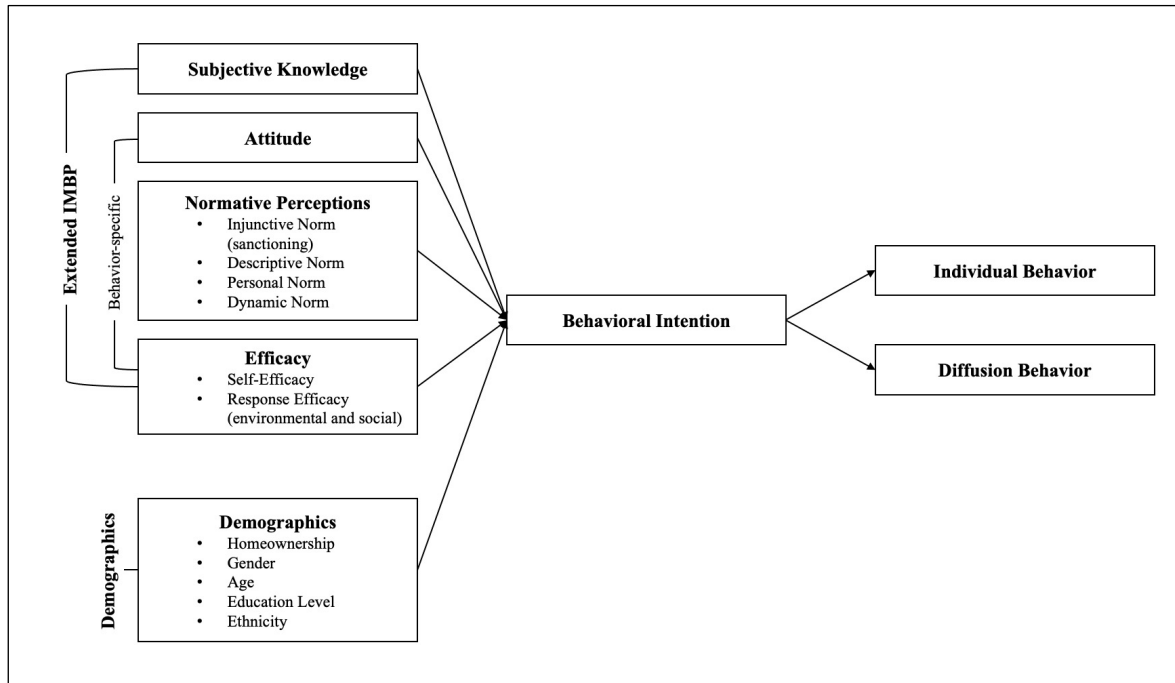 Extended IMBP
Behavior-specific
Subjective Knowledge
Attitude
Normative Perceptions
• Injunctive Norm
(sanctioning)
• Descriptive Norm
• Personal Norm
• Dynamic Norm
Efficacy
• Self-Efficacy
• Response Efficacy
(environmental and social)
Demographics
Demographics
• Homeownership
• Gender
• Age
• Education Level
• Ethnicity
Behavioral Intention
Individual Behavior
Diffusion Behavior